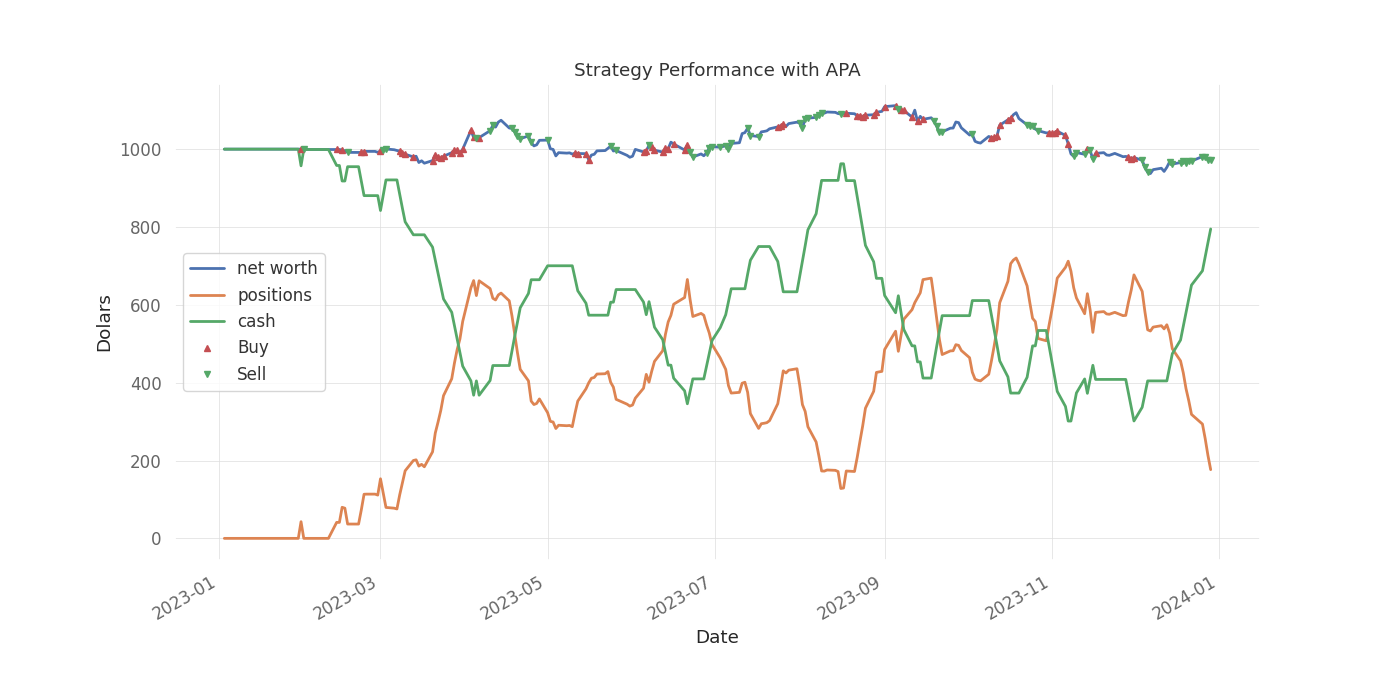 Strategy Performance with APA
1000
800
600
400
200
0
Dolars
net worth
positions
cash
Buy
Sell
2023-01
2023-03
2023-05
2023-07
2023-09
2023-11
2024-01
Date